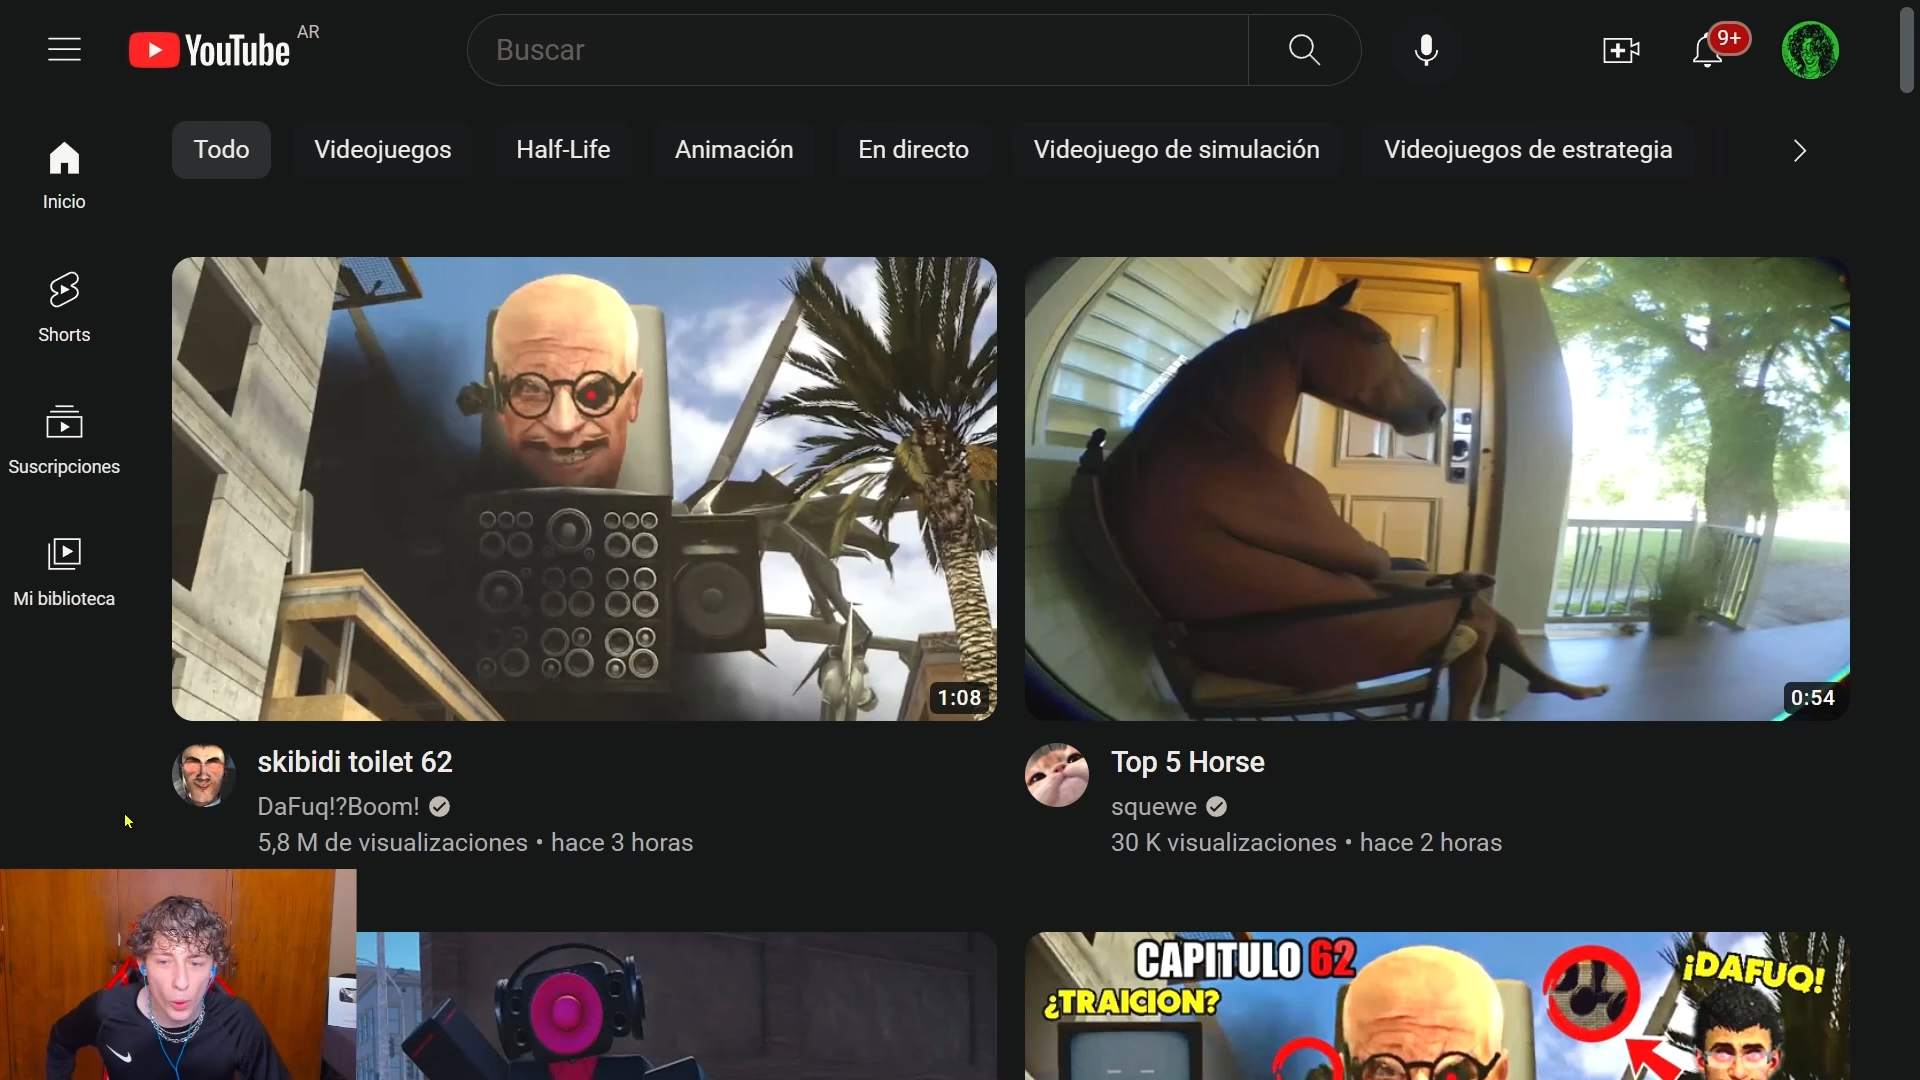 YouTube AR
Buscar
9+
Todo
Videojuegos
Half-Life
Animación
En directo
Videojuego de simulación
Videojuegos de estrategia
Inicio
Shorts
Suscripciones
Mi biblioteca
1:08
0:54
skibidi toilet 62
DaFuq!?Boom!
5,8 M de visualizaciones • hace 3 horas
Top 5 Horse
squewe
30 K visualizaciones • hace 2 horas
CAPITULO 62
¿TRAICION?
¡DAFUQ!